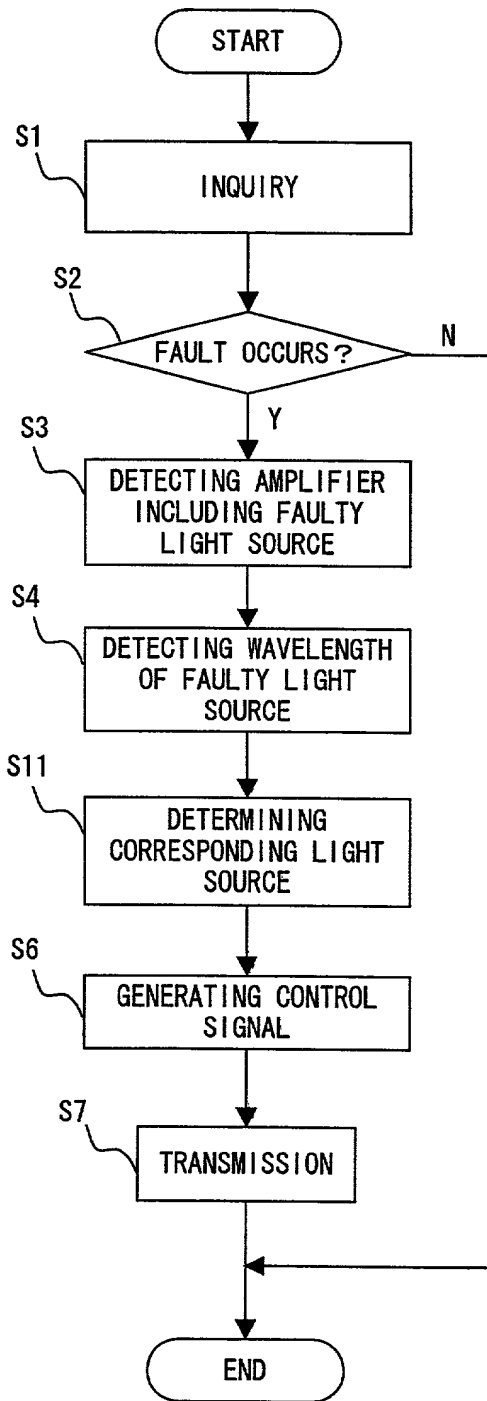 START
S1
INQUIRY
S2
FAULT OCCURS?
N
Y
S3
DETECTING AMPLIFIER
INCLUDING FAULTY
LIGHT SOURCE
S4
DETECTING WAVELENGTH
OF FAULTY LIGHT
SOURCE
S11
DETERMINING
CORRESPONDING LIGHT
SOURCE
S6
GENERATING CONTROL
SIGNAL
S7
TRANSMISSION
END